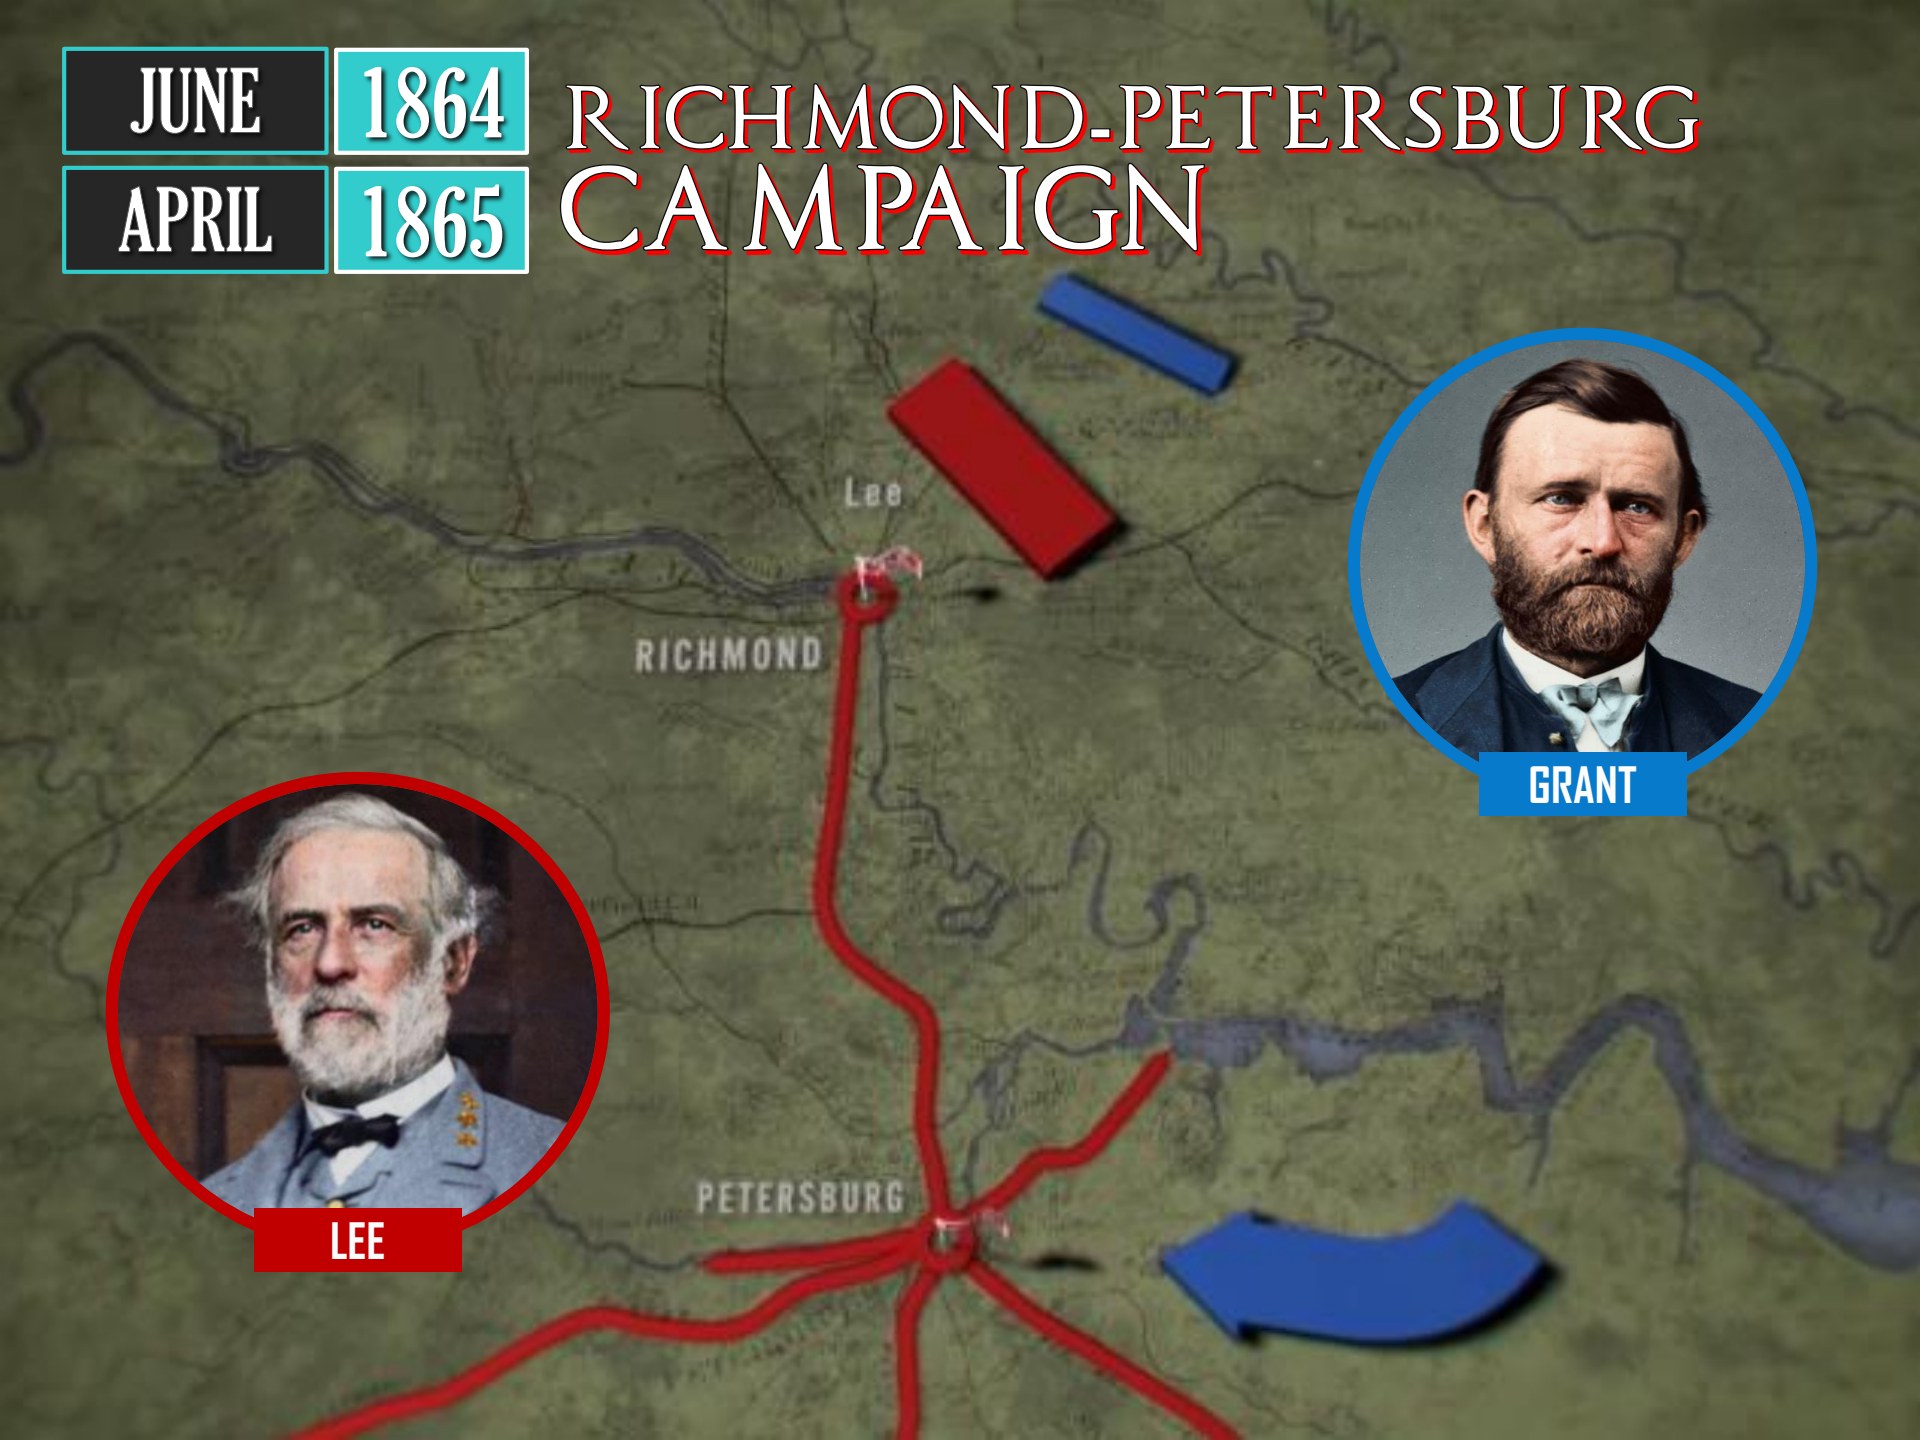 JUNE 1864
APRIL 1865
RICHMOND-PETERSBURG
CAMPAIGN
Lee
RICHMOND
GRANT
PETERSBURG
LEE